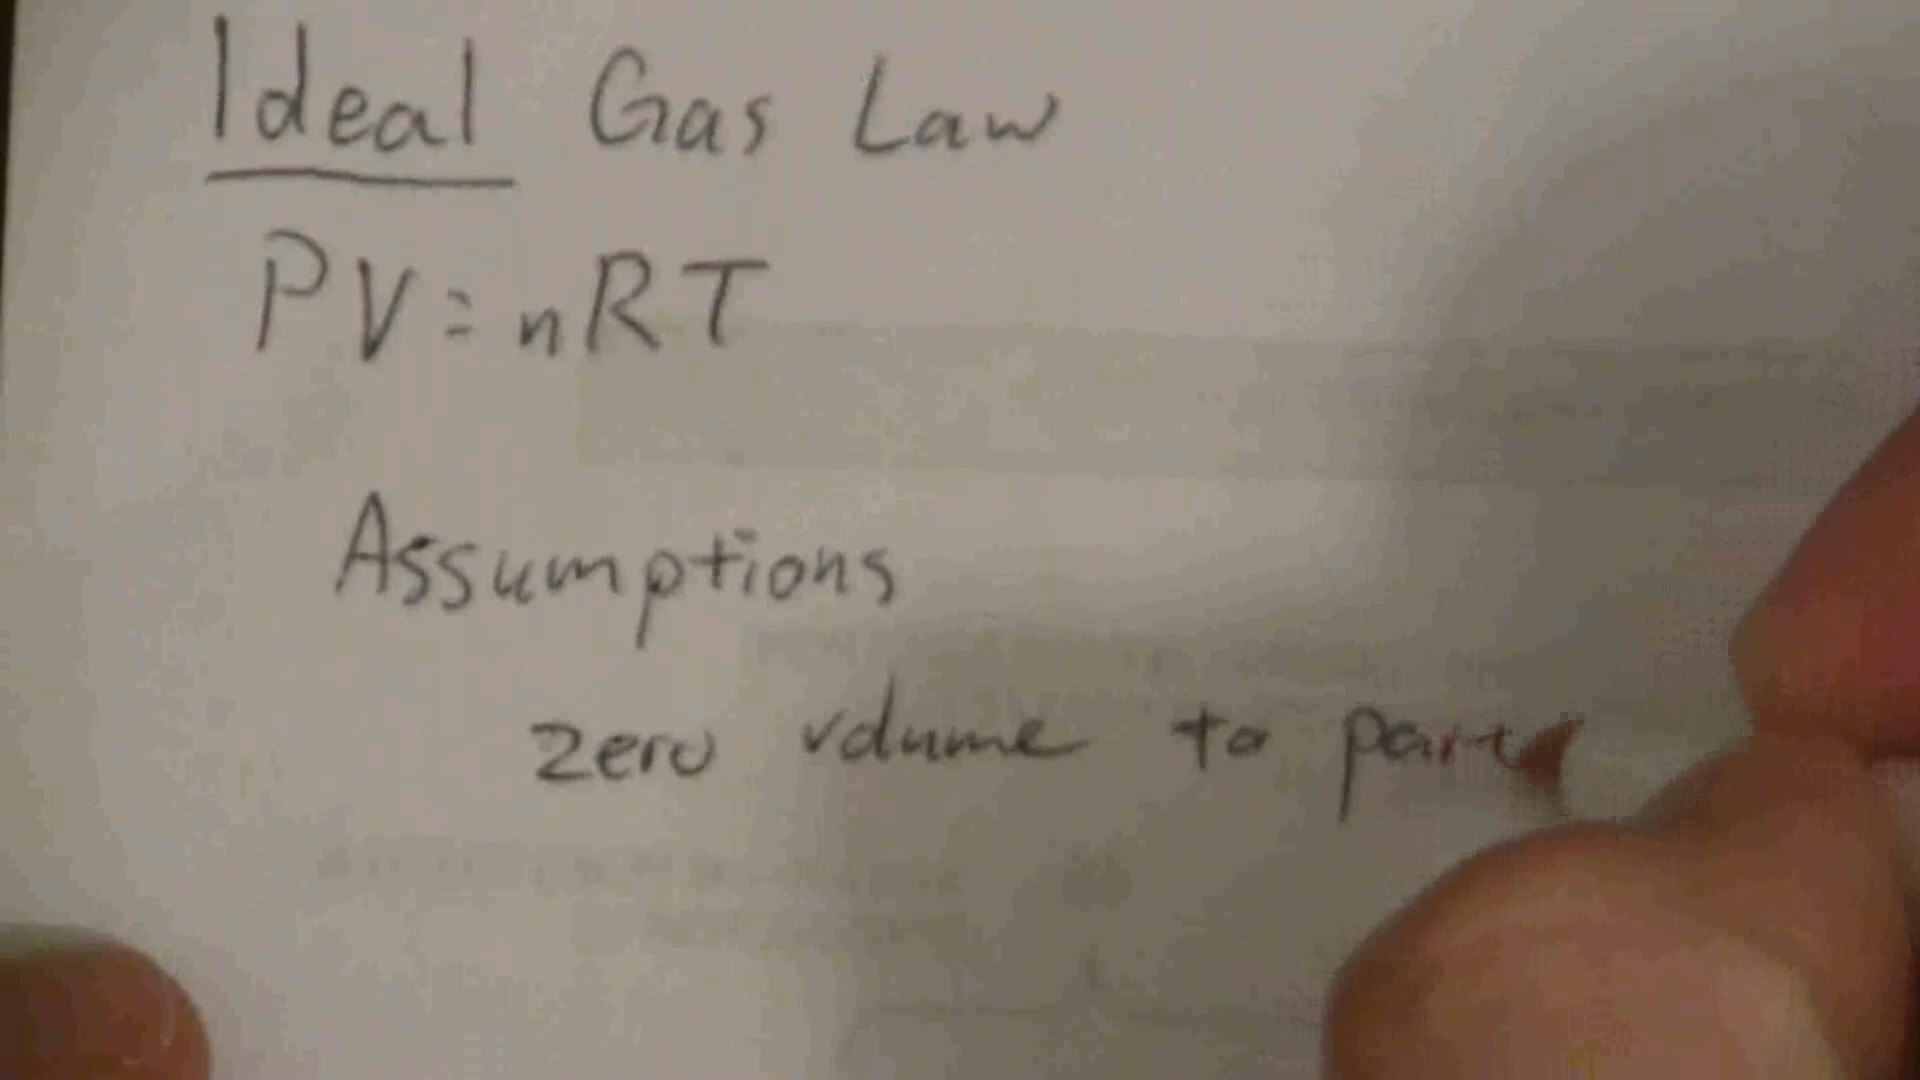 Ideal Gas Law
PV = nRT
Assumptions
zero volume to